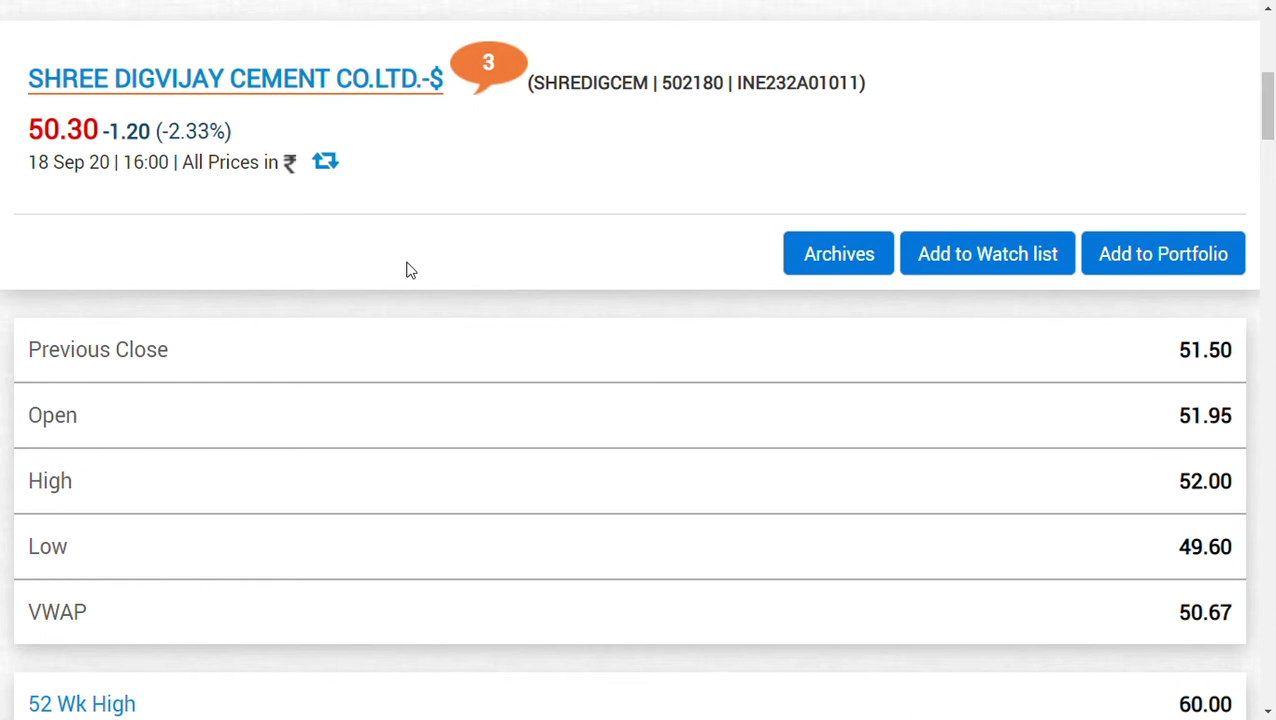 SHREE DIGVIJAY CEMENT CO.LTD.-$ 3 (SHREDIGCEM | 502180 | INE232A01011)
50.30 -1.20 (-2.33%)
18 Sep 20 | 16:00 | All Prices in ₹
Archives Add to Watch list Add to Portfolio
Previous Close 51.50
Open 51.95
High 52.00
Low 49.60
VWAP 50.67
52 Wk High 60.00